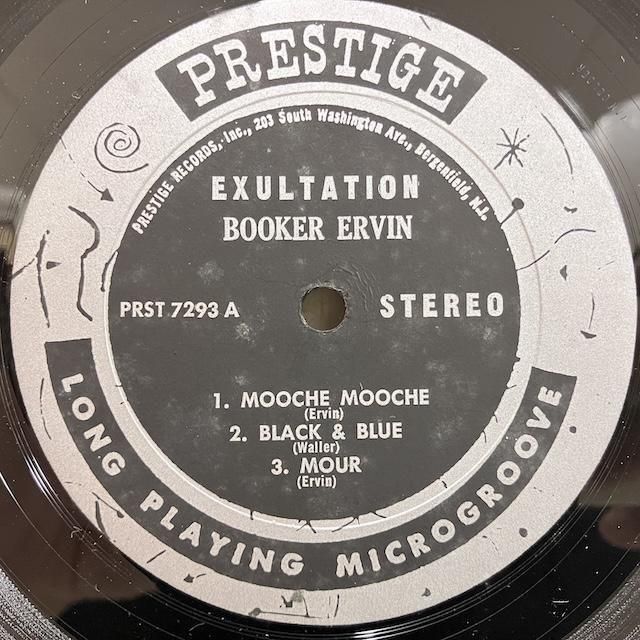 PRESTIGE
PRESTIGE RECORDS, Inc., 203 South Washington Ave., Bergenfield, N.J.
EXULTATION
BOOKER ERVIN
PRST 7293 A
STEREO
1. MOOCHE MOOCHE
(Ervin)
2. BLACK & BLUE
(Waller)
3. MOUR
(Ervin)
LONG PLAYING MICROGROOVE